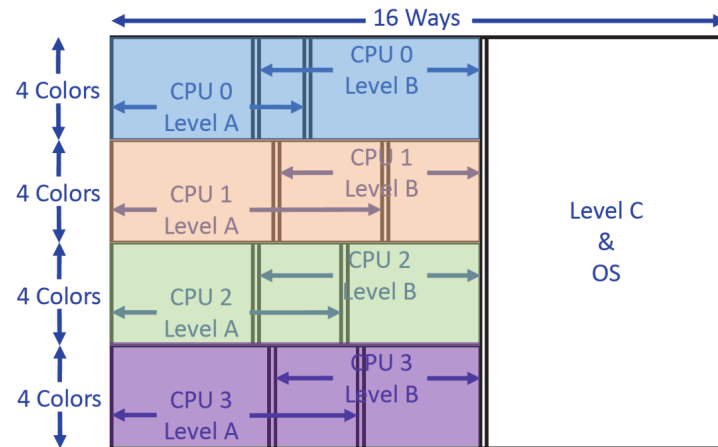 16 Ways
4 Colors
CPU 0
Level B
CPU 0
Level A
4 Colors
CPU 1
Level B
CPU 1
Level A
Level C
&
OS
4 Colors
CPU 2
Level B
CPU 2
Level A
4 Colors
CPU 3
Level B
CPU 3
Level A